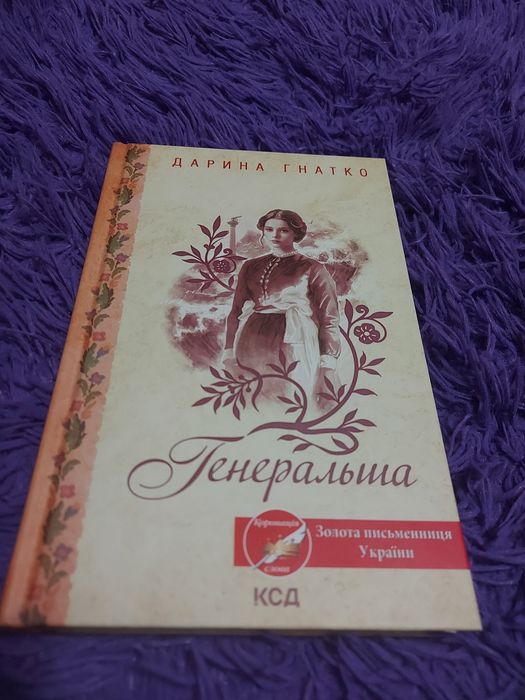 ДАРИНА ГНАТКО
Генеральша
Коронація
слова
Золота письменниця
України
КСД